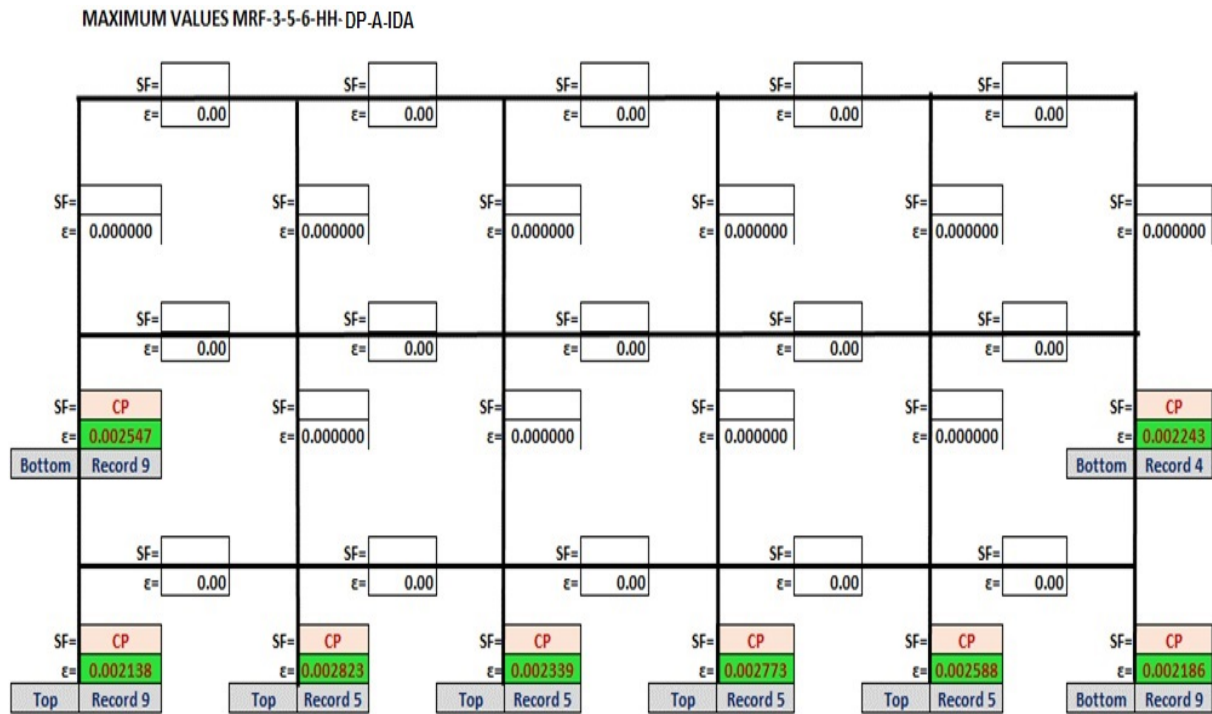 MAXIMUM VALUES MRF-3-5-6-HH-DP-A-IDA
SF= SF= SF= SF= SF=
ε= 0.00 ε= 0.00 ε= 0.00 ε= 0.00 ε= 0.00
SF= SF= SF= SF= SF= SF=
ε= 0.000000 ε= 0.000000 ε= 0.000000 ε= 0.000000 ε= 0.000000 ε= 0.000000
SF= SF= SF= SF= SF=
ε= 0.00 ε= 0.00 ε= 0.00 ε= 0.00 ε= 0.00
SF= CP SF= SF= SF= SF= SF= CP
ε= 0.002547 ε= 0.000000 ε= 0.000000 ε= 0.000000 ε= 0.000000 ε= 0.002243
Bottom Record 9 Bottom Record 4
SF= SF= SF= SF= SF=
ε= 0.00 ε= 0.00 ε= 0.00 ε= 0.00 ε= 0.00
SF= CP SF= CP SF= CP SF= CP SF= CP SF= CP
ε= 0.002138 ε= 0.002823 ε= 0.002339 ε= 0.002773 ε= 0.002588 ε= 0.002186
Top Record 9 Top Record 5 Top Record 5 Top Record 5 Top Record 5 Bottom Record 9